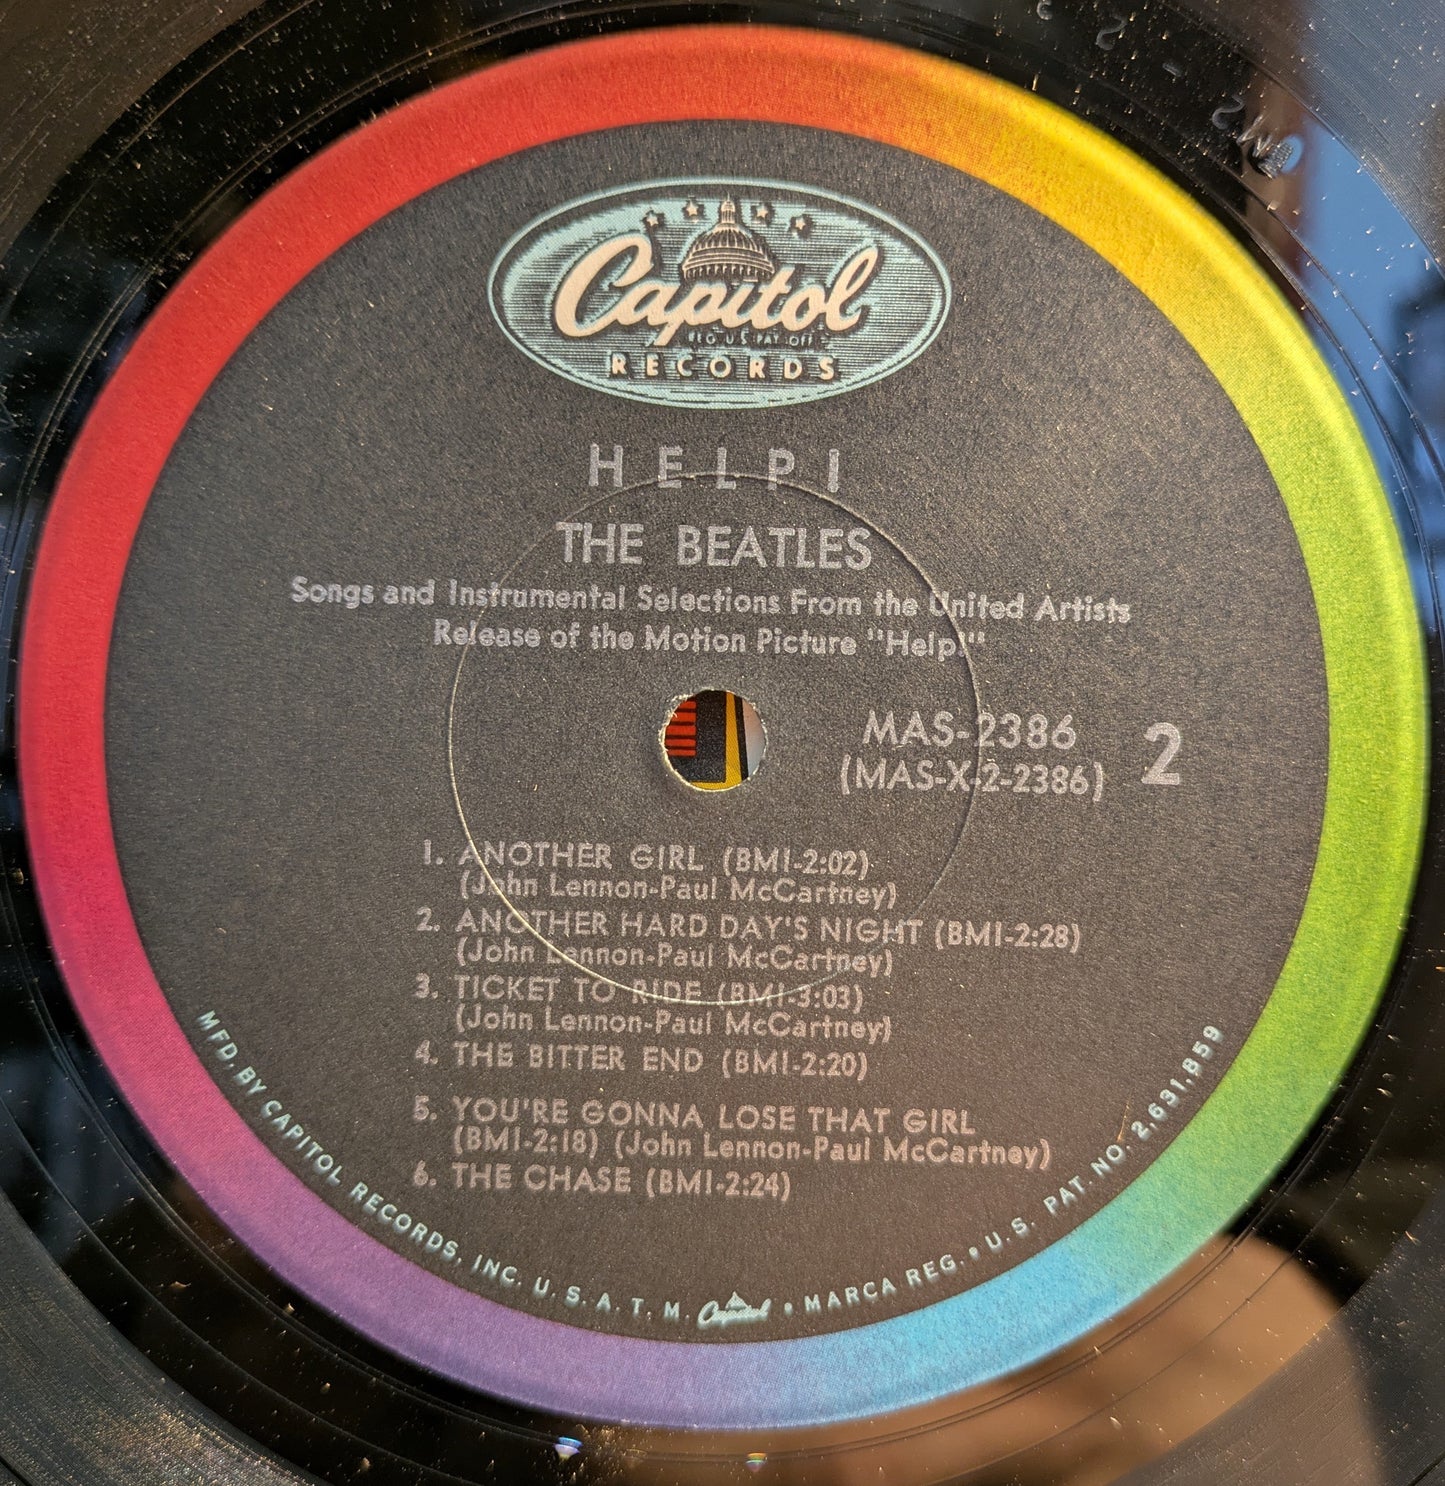 Capitol
REG. U.S. PAT. OFF.
RECORDS
HELP!
THE BEATLES
Songs and Instrumental Selections From the United Artists
Release of the Motion Picture "Help!"
MAS-2386
(MAS-X-2-2386)
2
1. ANOTHER GIRL (BMI-2:02)
(John Lennon-Paul McCartney)
2. ANOTHER HARD DAY'S NIGHT (BMI-2:28)
(John Lennon-Paul McCartney)
3. TICKET TO RIDE (BMI-3:03)
(John Lennon-Paul McCartney)
4. THE BITTER END (BMI-2:20)
5. YOU'RE GONNA LOSE THAT GIRL
(BMI-2:18) (John Lennon-Paul McCartney)
6. THE CHASE (BMI-2:24)
MFD. BY CAPITOL RECORDS, INC. U.S.A. T.M. Capitol • MARCA REG. • U.S. PAT. NO. 2,631,859